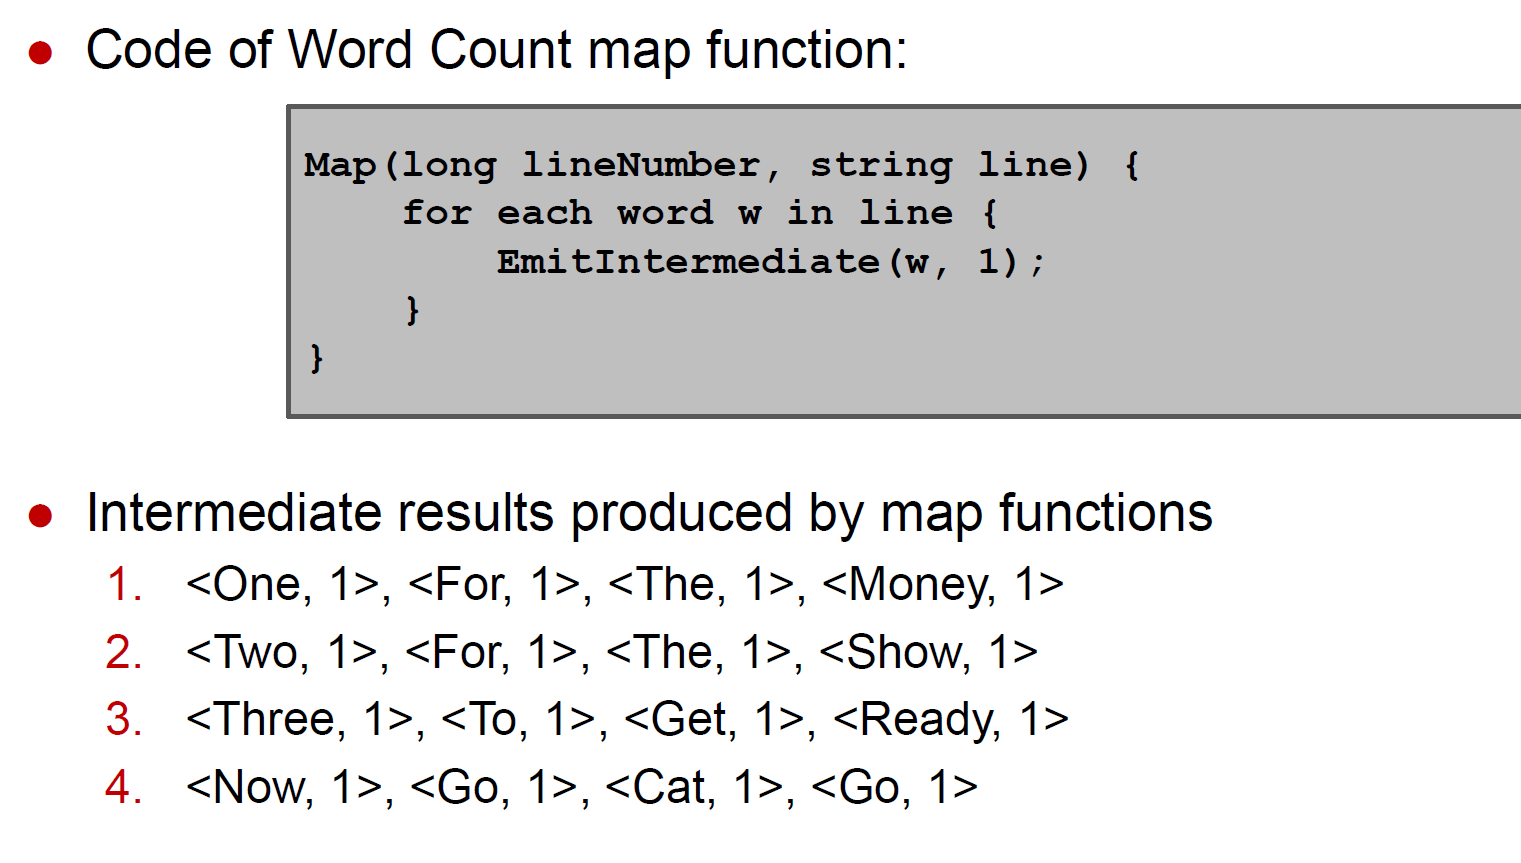 • Code of Word Count map function:
Map(long lineNumber, string line) {
for each word w in line {
EmitIntermediate(w, 1);
}
}
• Intermediate results produced by map functions
1. <One, 1>, <For, 1>, <The, 1>, <Money, 1>
2. <Two, 1>, <For, 1>, <The, 1>, <Show, 1>
3. <Three, 1>, <To, 1>, <Get, 1>, <Ready, 1>
4. <Now, 1>, <Go, 1>, <Cat, 1>, <Go, 1>